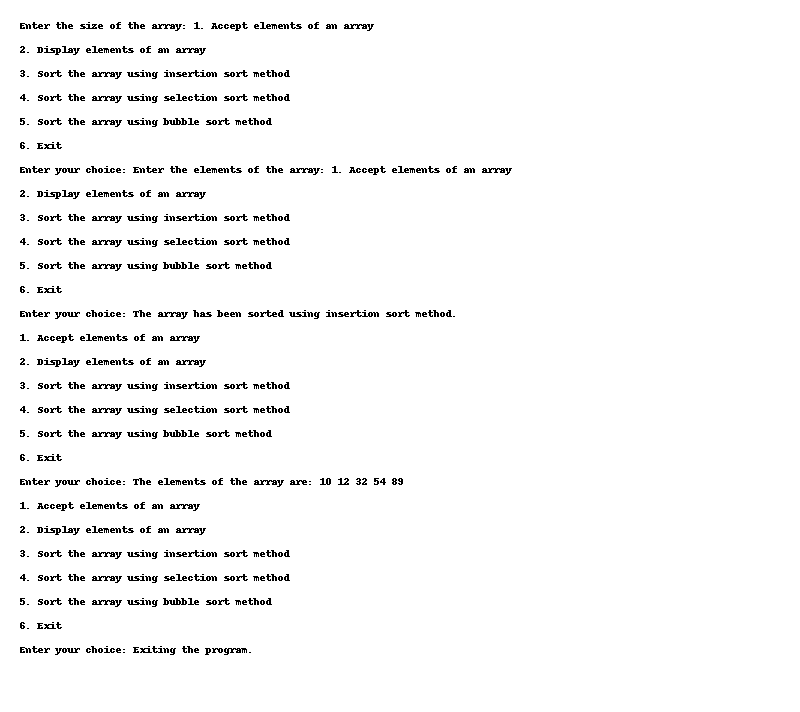 Enter the size of the array: 1. Accept elements of an array
2. Display elements of an array
3. Sort the array using insertion sort method
4. Sort the array using selection sort method
5. Sort the array using bubble sort method
6. Exit
Enter your choice: Enter the elements of the array: 1. Accept elements of an array
2. Display elements of an array
3. Sort the array using insertion sort method
4. Sort the array using selection sort method
5. Sort the array using bubble sort method
6. Exit
Enter your choice: The array has been sorted using insertion sort method.
1. Accept elements of an array
2. Display elements of an array
3. Sort the array using insertion sort method
4. Sort the array using selection sort method
5. Sort the array using bubble sort method
6. Exit
Enter your choice: The elements of the array are: 10 12 32 54 89
1. Accept elements of an array
2. Display elements of an array
3. Sort the array using insertion sort method
4. Sort the array using selection sort method
5. Sort the array using bubble sort method
6. Exit
Enter your choice: Exiting the program.